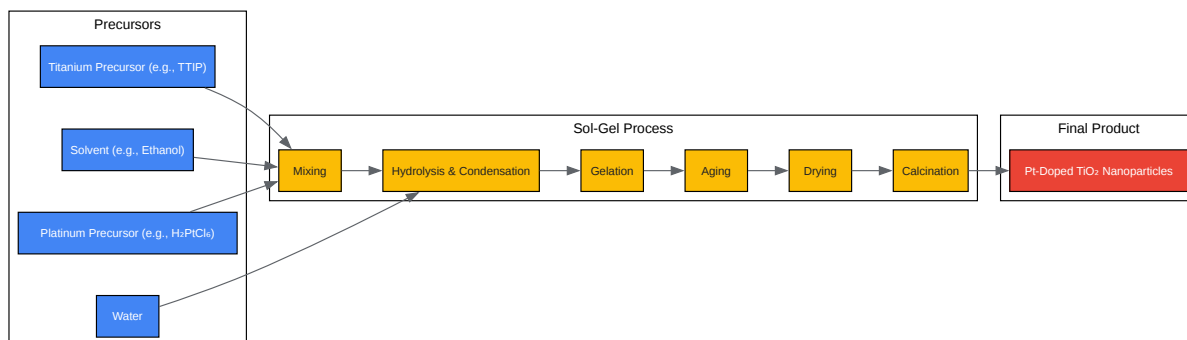 Precursors
Titanium Precursor (e.g., TTIP)
Solvent (e.g., Ethanol)
Platinum Precursor (e.g., H₂PtCl₆)
Water
Sol-Gel Process
Mixing
Hydrolysis & Condensation
Gelation
Aging
Drying
Calcination
Final Product
Pt-Doped TiO₂ Nanoparticles